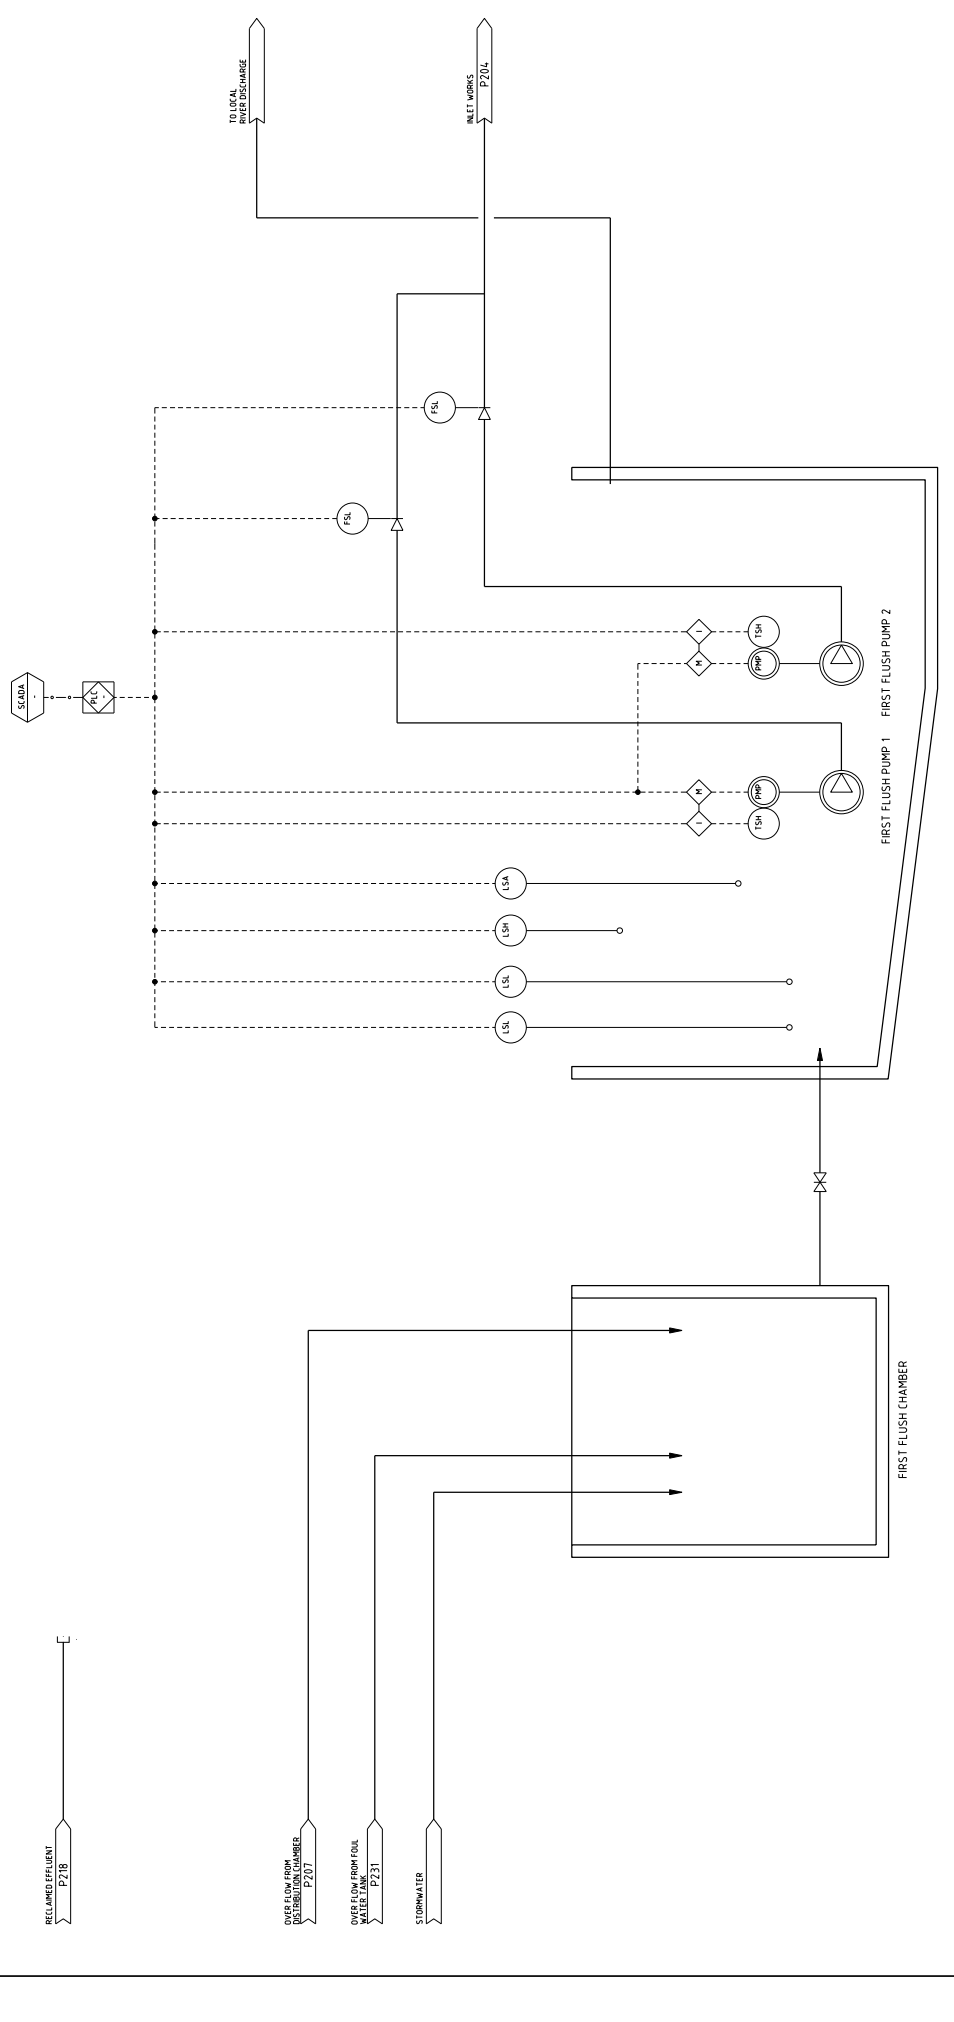 SCADA
-
PLC
-
RECLAIMED EFFLUENT
P218
TO LOCAL
RIVER DISCHARGE
OVER FLOW FROM
DISTRIBUTION CHAMBER
P207
FSL
OVER FLOW FROM FOUL
WATER TANK
P231
STORMWATER
FSL
INLET WORKS
P204
LSL
LSL
LSH
LSA
I
M
M
I
TSH
PMP
PMP
TSH
FIRST FLUSH PUMP 1
FIRST FLUSH PUMP 2
FIRST FLUSH CHAMBER